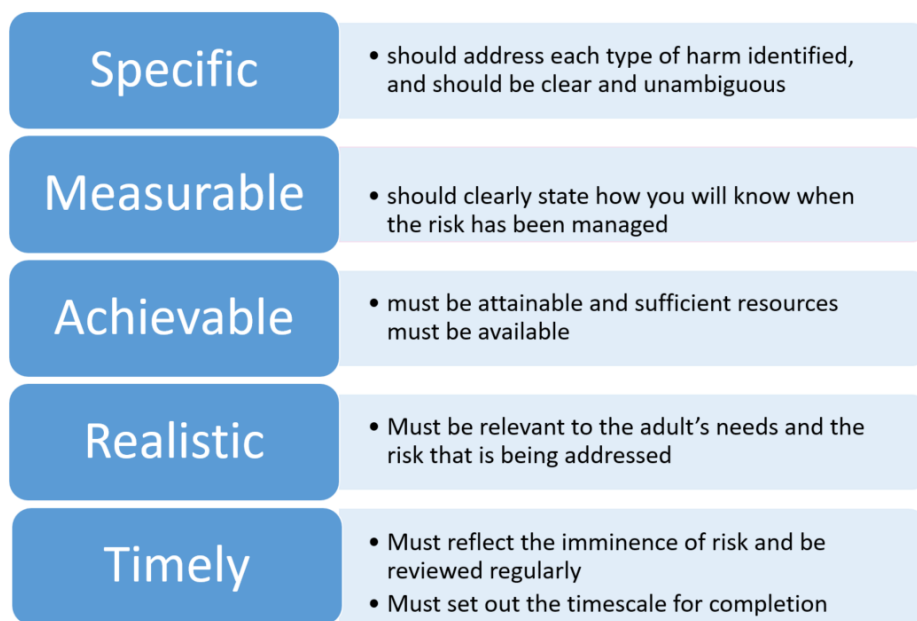 Specific
• should address each type of harm identified,
and should be clear and unambiguous
Measurable
• should clearly state how you will know when
the risk has been managed
Achievable
• must be attainable and sufficient resources
must be available
Realistic
• Must be relevant to the adult’s needs and the
risk that is being addressed
Timely
• Must reflect the imminence of risk and be
reviewed regularly
• Must set out the timescale for completion